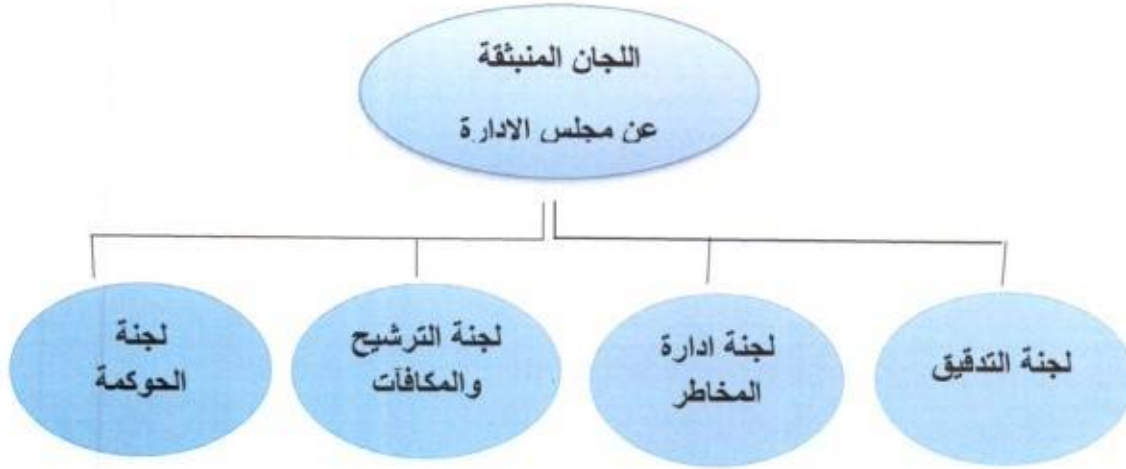 اللجان المنبثقة
عن مجلس الادارة
لجنة التدقيق
لجنة ادارة
المخاطر
لجنة الترشيح
والمكافآت
لجنة
الحوكمة